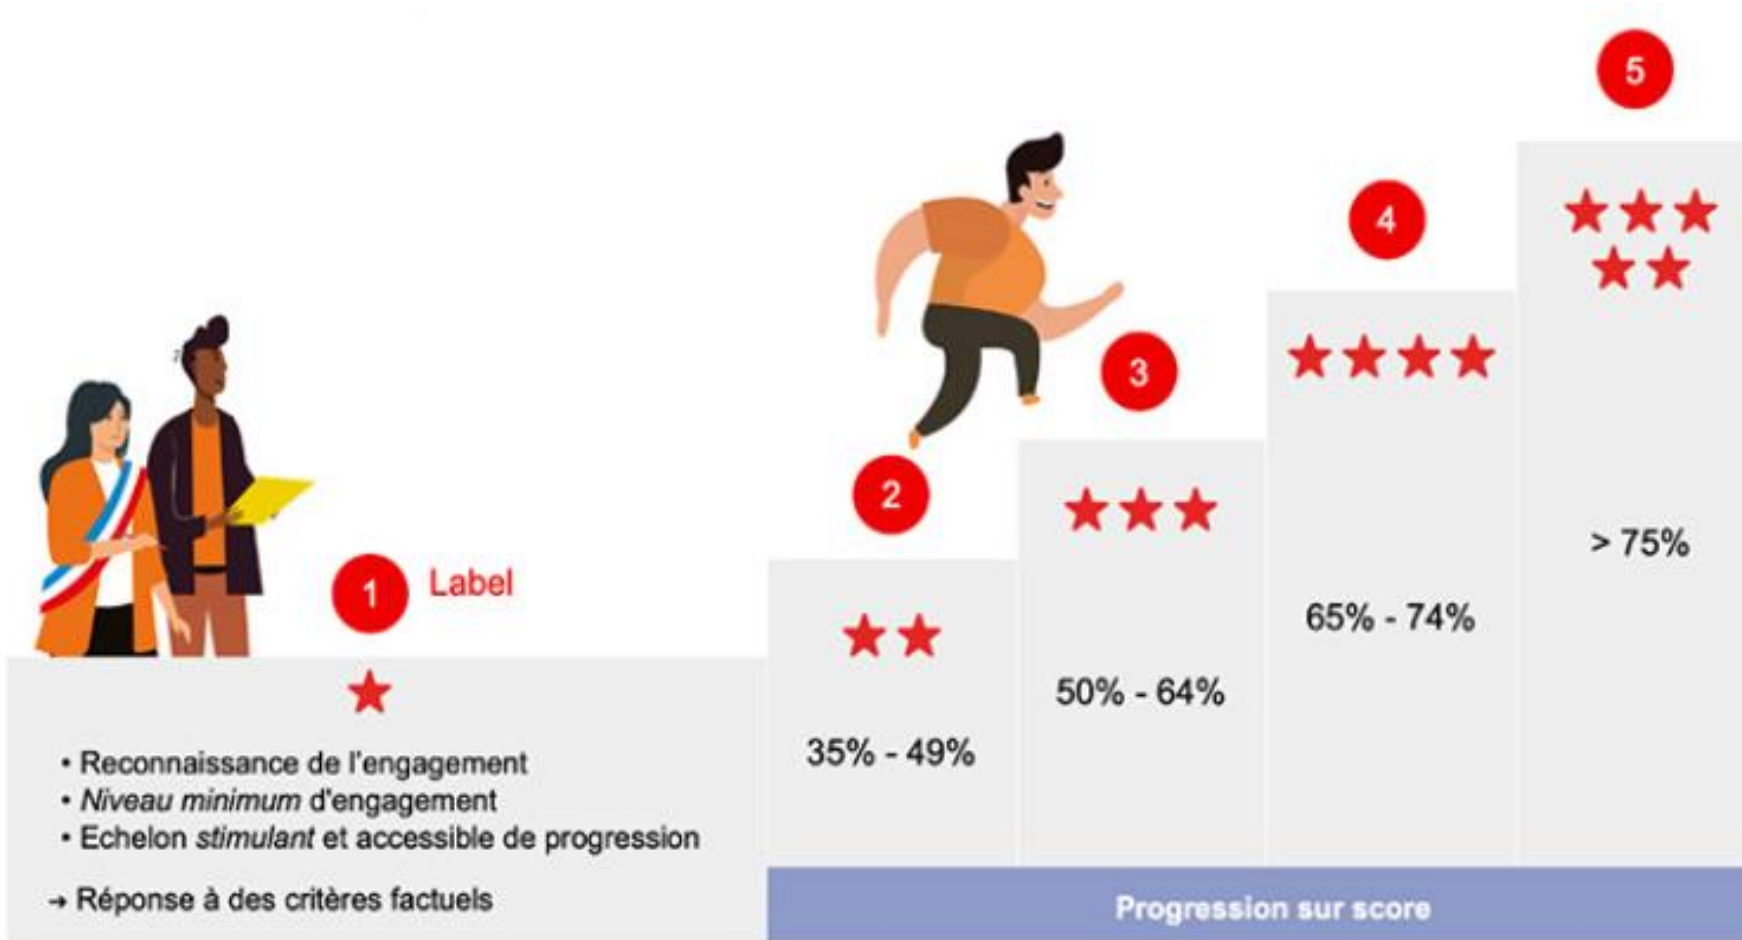 5
4
3
> 75%
2
65% - 74%
1 Label
50% - 64%
35% - 49%
• Reconnaissance de l'engagement
• Niveau minimum d'engagement
• Echelon stimulant et accessible de progression
→ Réponse à des critères factuels
Progression sur score